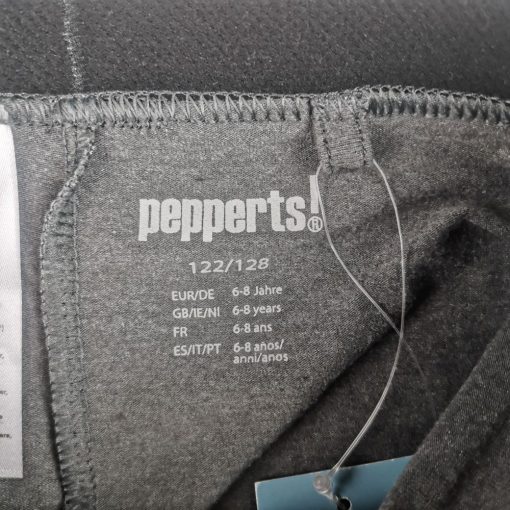 pepperts!®
122/128
EUR/DE 6-8 Jahre
GB/IE/NI 6-8 years
FR 6-8 ans
ES/IT/PT 6-8 años/
anni/anos